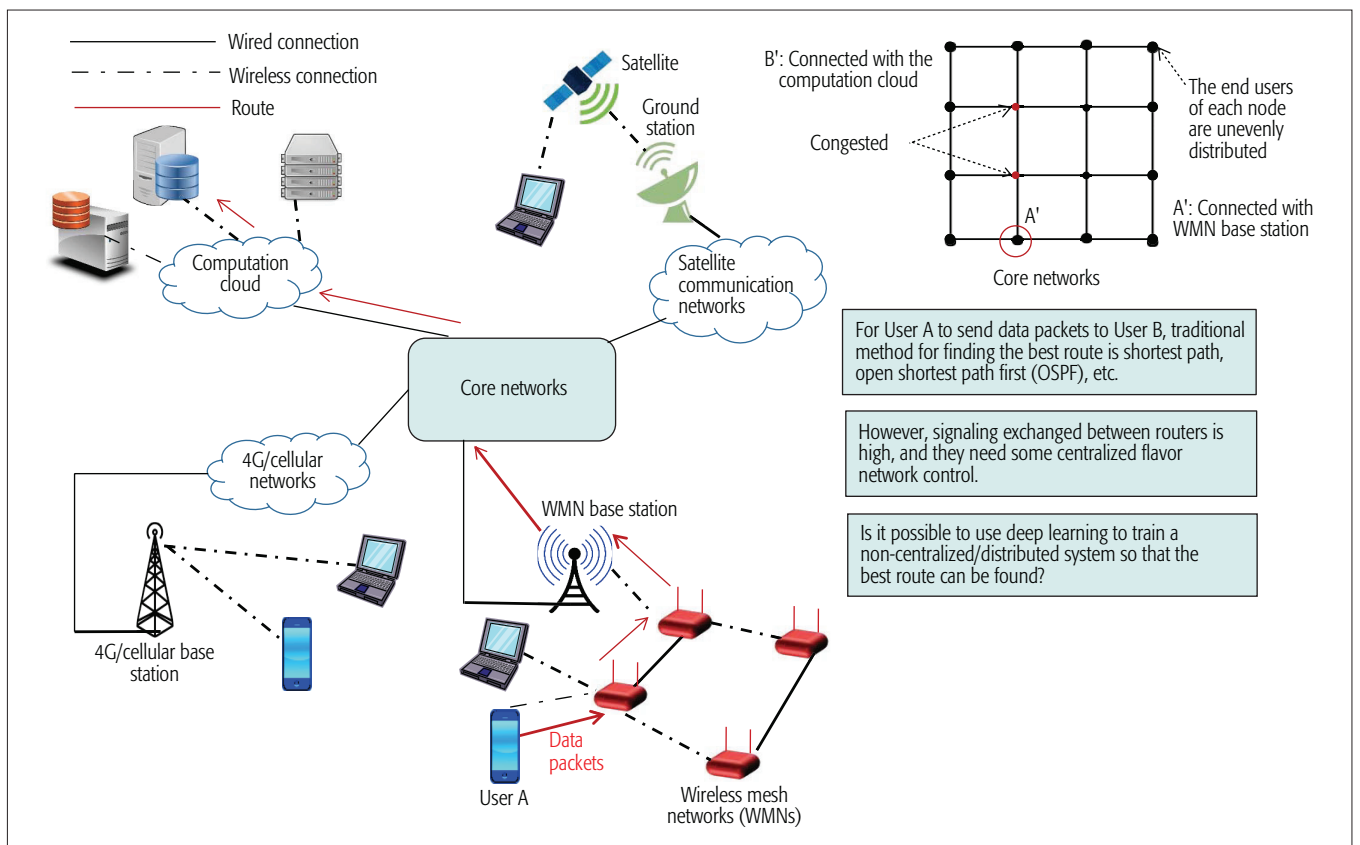 Wired connection
Wireless connection
Route
Satellite
Ground
station
Computation
cloud
Satellite
communication
networks
Core networks
4G/cellular
networks
WMN base station
4G/cellular base
station
User A
Data
packets
Wireless mesh
networks (WMNs)
B': Connected with the
computation cloud
Congested
The end users
of each node
are unevenly
distributed
A'
A': Connected with
WMN base station
Core networks
For User A to send data packets to User B, traditional
method for finding the best route is shortest path,
open shortest path first (OSPF), etc.
However, signaling exchanged between routers is
high, and they need some centralized flavor
network control.
Is it possible to use deep learning to train a
non-centralized/distributed system so that the
best route can be found?